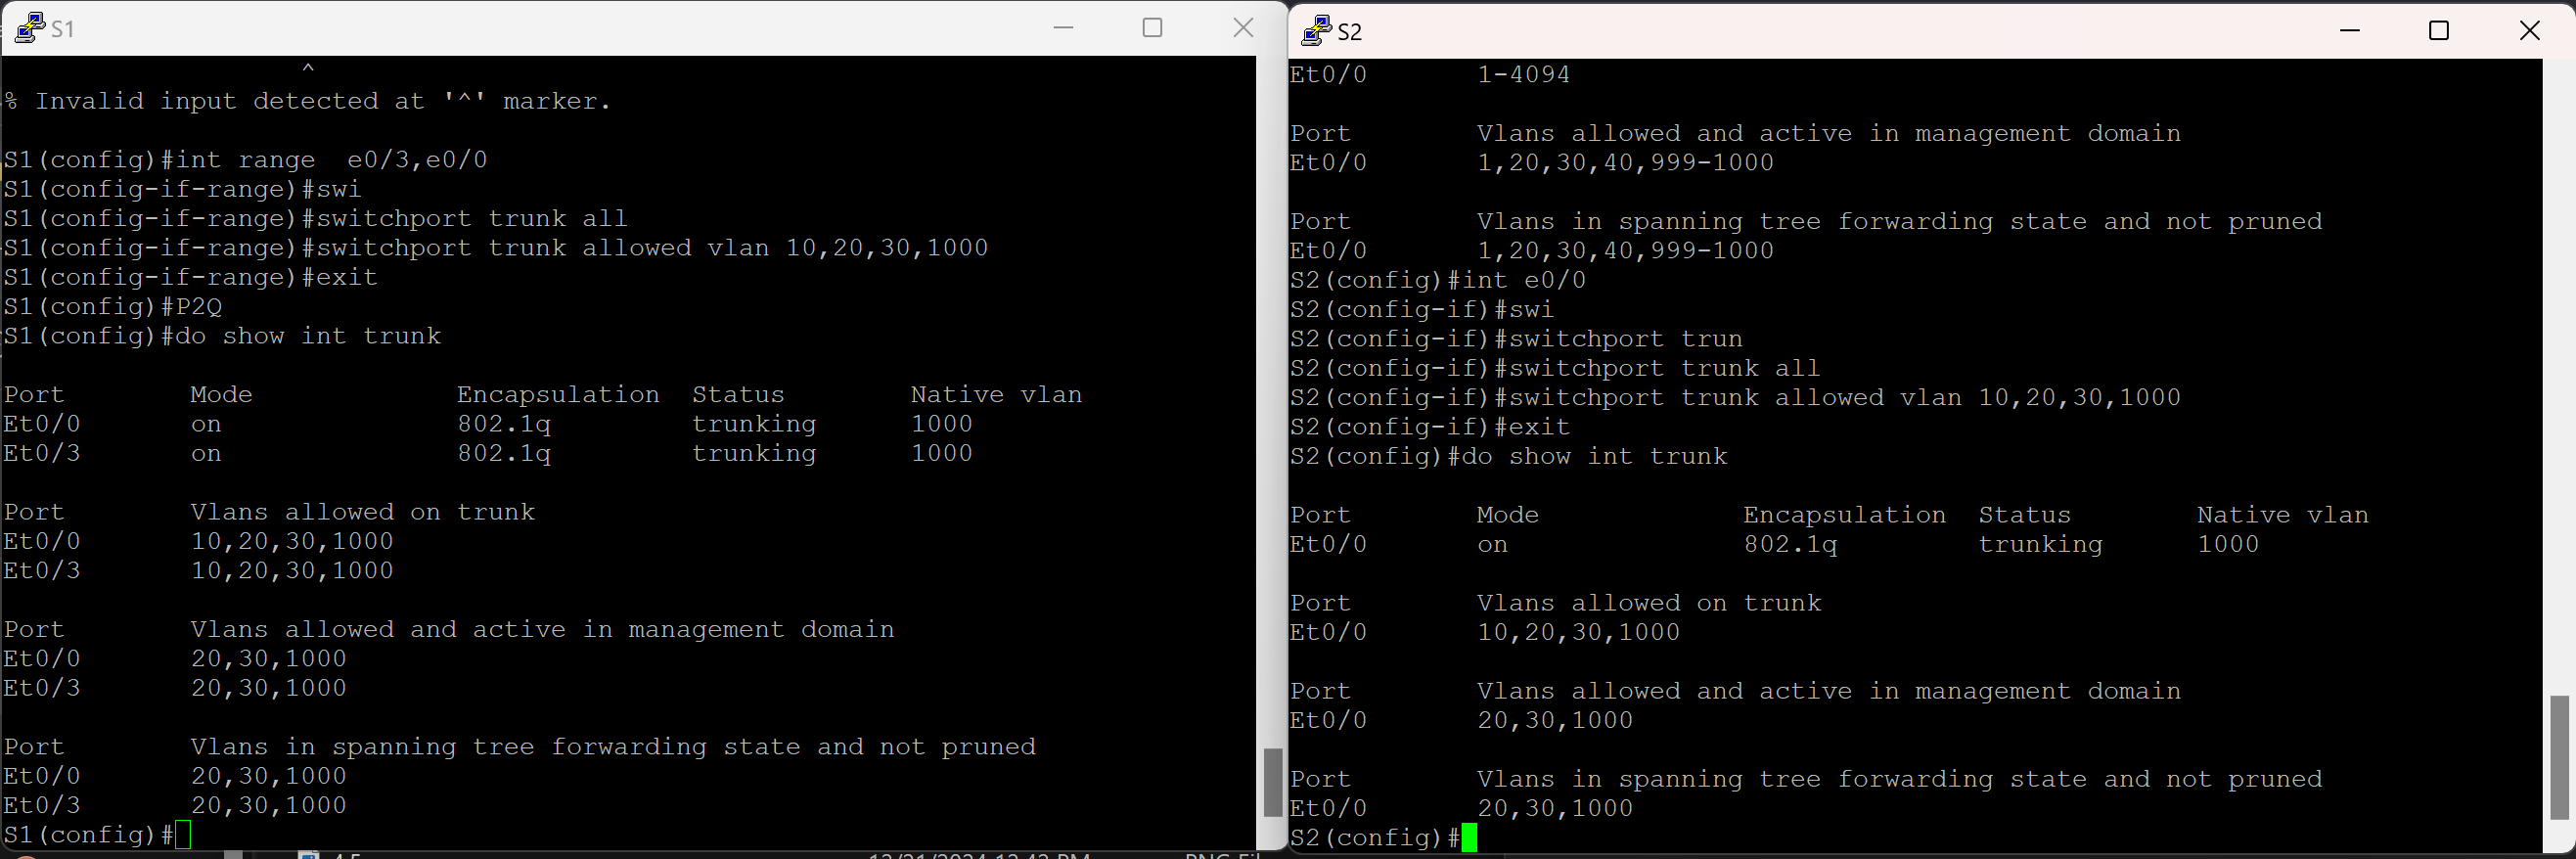 S1
^
% Invalid input detected at '^' marker.
S1(config)#int range  e0/3,e0/0
S1(config-if-range)#swi
S1(config-if-range)#switchport trunk all
S1(config-if-range)#switchport trunk allowed vlan 10,20,30,1000
S1(config-if-range)#exit
S1(config)#P2Q
S1(config)#do show int trunk
Port        Mode             Encapsulation  Status        Native vlan
Et0/0       on               802.1q         trunking      1000
Et0/3       on               802.1q         trunking      1000
Port        Vlans allowed on trunk
Et0/0       10,20,30,1000
Et0/3       10,20,30,1000
Port        Vlans allowed and active in management domain
Et0/0       20,30,1000
Et0/3       20,30,1000
Port        Vlans in spanning tree forwarding state and not pruned
Et0/0       20,30,1000
Et0/3       20,30,1000
S1(config)#
S2
Et0/0       1-4094
Port        Vlans allowed and active in management domain
Et0/0       1,20,30,40,999-1000
Port        Vlans in spanning tree forwarding state and not pruned
Et0/0       1,20,30,40,999-1000
S2(config)#int e0/0
S2(config-if)#swi
S2(config-if)#switchport trun
S2(config-if)#switchport trunk all
S2(config-if)#switchport trunk allowed vlan 10,20,30,1000
S2(config-if)#exit
S2(config)#do show int trunk
Port        Mode             Encapsulation  Status        Native vlan
Et0/0       on               802.1q         trunking      1000
Port        Vlans allowed on trunk
Et0/0       10,20,30,1000
Port        Vlans allowed and active in management domain
Et0/0       20,30,1000
Port        Vlans in spanning tree forwarding state and not pruned
Et0/0       20,30,1000
S2(config)#